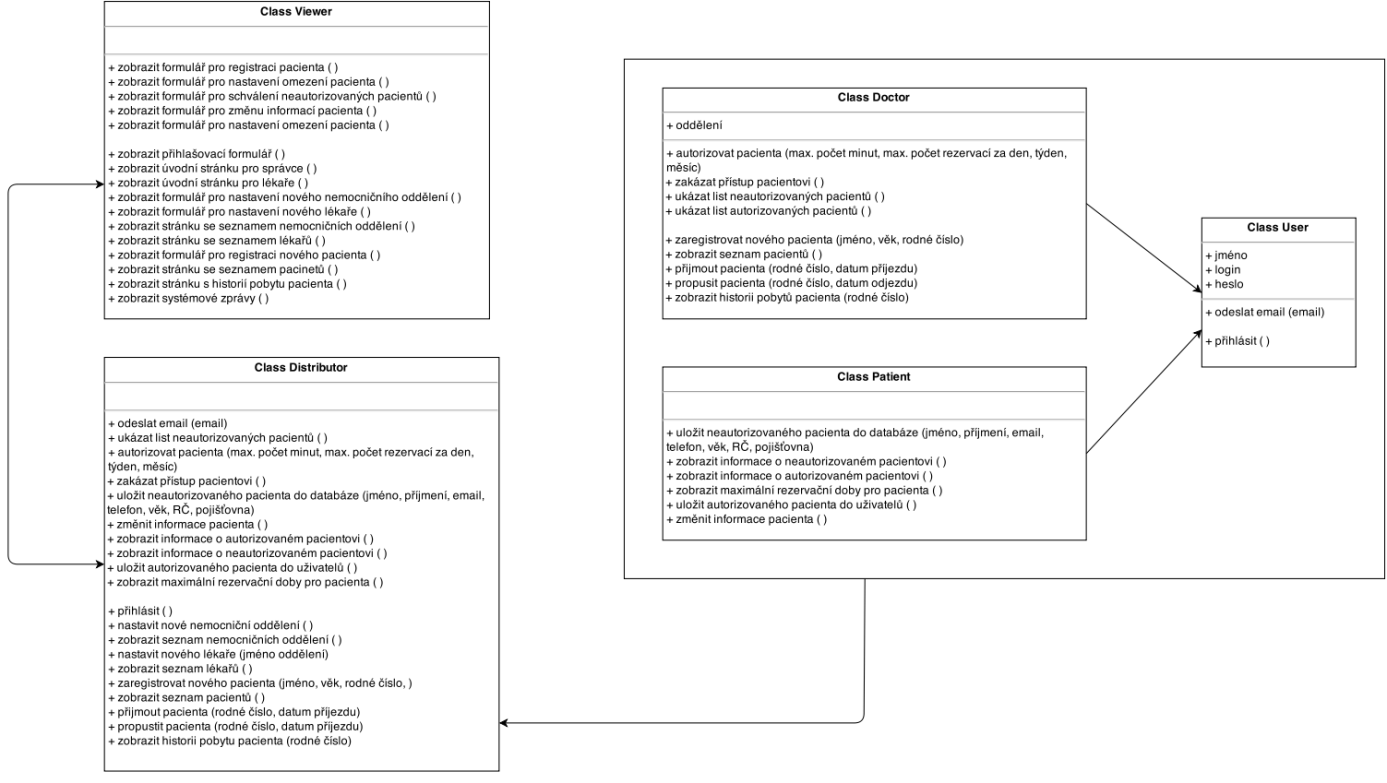 Class Viewer
+ zobrazit formulář pro registraci pacienta ( )
+ zobrazit formulář pro nastavení omezení pacienta ( )
+ zobrazit formulář pro schválení neautorizovaných pacientů ( )
+ zobrazit formulář pro změnu informací pacienta ( )
+ zobrazit formulář pro nastavení omezení pacienta ( )
+ zobrazit přihlašovací formulář ( )
+ zobrazit úvodní stránku pro správce ( )
+ zobrazit úvodní stránku pro lékaře ( )
+ zobrazit formulář pro nastavení nového nemocničního oddělení ( )
+ zobrazit formulář pro nastavení nového lékaře ( )
+ zobrazit stránku se seznamem nemocničních oddělení ( )
+ zobrazit stránku se seznamem lékařů ( )
+ zobrazit formulář pro registraci nového pacienta ( )
+ zobrazit stránku se seznamem pacinetů ( )
+ zobrazit stránku s historií pobytu pacienta ( )
+ zobrazit systémové zprávy ( )
Class Distributor
+ odeslat email (email)
+ ukázat list neautorizovaných pacientů ( )
+ autorizovat pacienta (max. počet minut, max. počet rezervací za den,
týden, měsíc)
+ zakázat přístup pacientovi ( )
+ uložit neautorizovaného pacienta do databáze (jméno, příjmení, email,
telefon, věk, RČ, pojišťovna)
+ změnit informace pacienta ( )
+ zobrazit informace o autorizovaném pacientovi ( )
+ zobrazit informace o neautorizovaném pacientovi ( )
+ uložit autorizovaného pacienta do uživatelů ( )
+ zobrazit maximální rezervační doby pro pacienta ( )
+ přihlásit ( )
+ nastavit nové nemocniční oddělení ( )
+ zobrazit seznam nemocničních oddělení ( )
+ nastavit nového lékaře (jméno oddělení)
+ zobrazit seznam lékařů ( )
+ zaregistrovat nového pacienta (jméno, věk, rodné číslo, )
+ zobrazit seznam pacientů ( )
+ přijmout pacienta (rodné číslo, datum příjezdu)
+ propustit pacienta (rodné číslo, datum příjezdu)
+ zobrazit historii pobytu pacienta (rodné číslo)
Class Doctor
+ oddělení
+ autorizovat pacienta (max. počet minut, max. počet rezervací za den, týden,
měsíc)
+ zakázat přístup pacientovi ( )
+ ukázat list neautorizovaných pacientů ( )
+ ukázat list autorizovaných pacientů ( )
+ zaregistrovat nového pacienta (jméno, věk, rodné číslo)
+ zobrazit seznam pacientů ( )
+ přijmout pacienta (rodné číslo, datum příjezdu)
+ propusit pacienta (rodné číslo, datum odjezdu)
+ zobrazit historii pobytů pacienta (rodné číslo)
Class Patient
+ uložit neautorizovaného pacienta do databáze (jméno, příjmení, email,
telefon, věk, RČ, pojišťovna)
+ zobrazit informace o neautorizovaném pacientovi ( )
+ zobrazit informace o autorizovaném pacientovi ( )
+ zobrazit maximální rezervační doby pro pacienta ( )
+ uložit autorizovaného pacienta do uživatelů ( )
+ změnit informace pacienta ( )
Class User
+ jméno
+ login
+ heslo
+ odeslat email (email)
+ přihlásit ( )